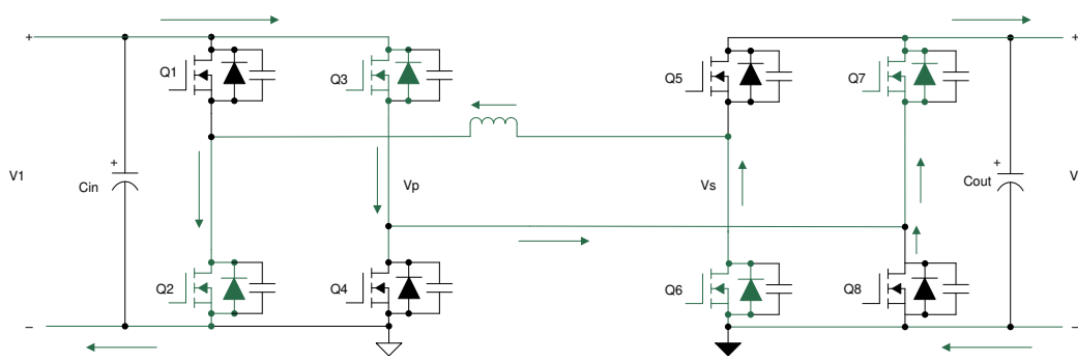 + Q1 Q3 Q5 Q7 +
V1 + Cin Vp Vs Cout + V
Q2 Q4 Q6 Q8
− −